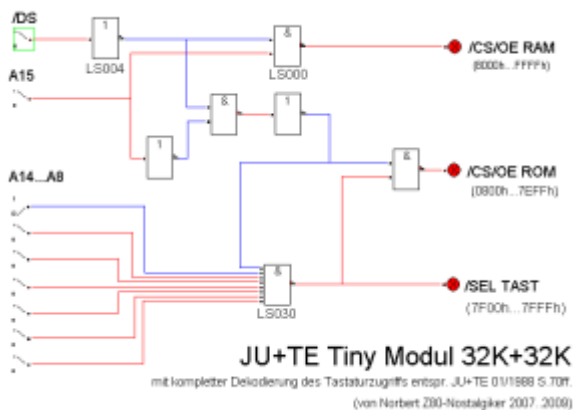 /DS
1
&
LS004
LS000
/CS/OE RAM
(8000h...FFFFh)
A15
&
1
1
&
A14...A8
/CS/OE ROM
(0800h...7EFFh)
&
LS030
/SEL TAST
(7F00h...7FFFh)
JU+TE Tiny Modul 32K+32K
mit kompletter Dekodierung des Tastaturzugriffs entspr. JU+TE 01/1988 S.70ff.
(von Norbert Z80-Nostalgiker 2007, 2008)